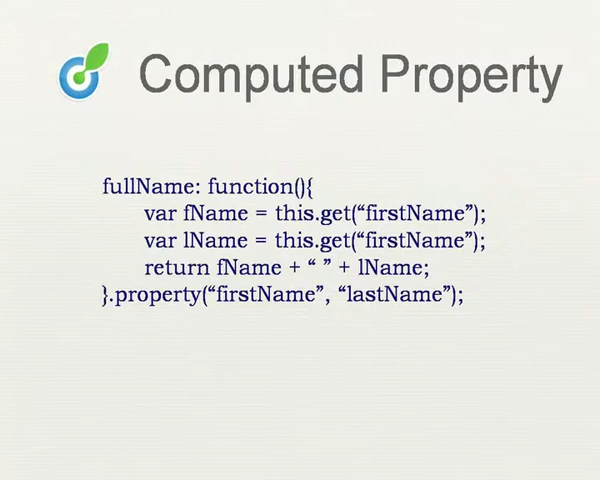 Computed Property
fullName: function(){
var fName = this.get(“firstName”);
var lName = this.get(“firstName”);
return fName + “ ” + lName;
}.property(“firstName”, “lastName”);